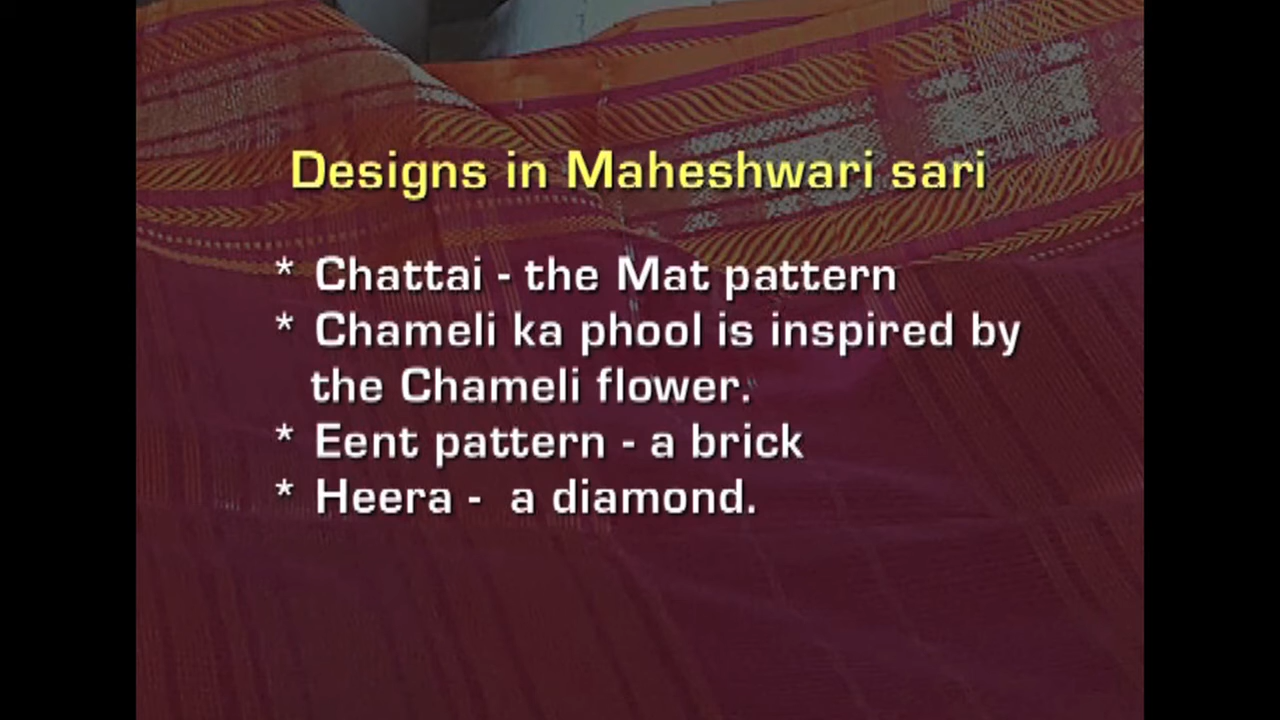 Designs in Maheshwari sari
* Chattai - the Mat pattern
* Chameli ka phool is inspired by
the Chameli flower.
* Eent pattern - a brick
* Heera - a diamond.